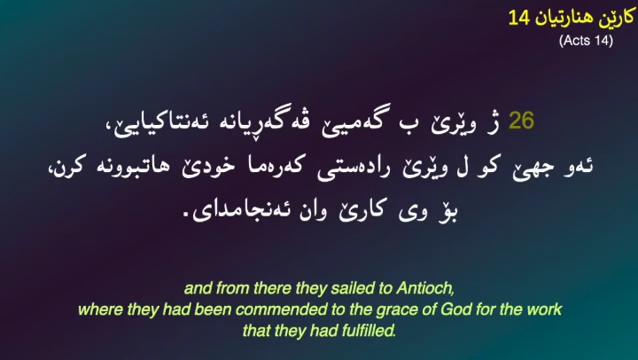 کارێن هنارتیان 14
(Acts 14)
26 ژ وێرێ ب گەمیێ ڤەگەڕیانە ئەنتاکیایێ،
ئەو جهێ کو ل وێرێ رادەستی کەرەما خودێ هاتبوونە کرن،
بۆ وی کارێ وان ئەنجامدای.
and from there they sailed to Antioch,
where they had been commended to the grace of God for the work
that they had fulfilled.